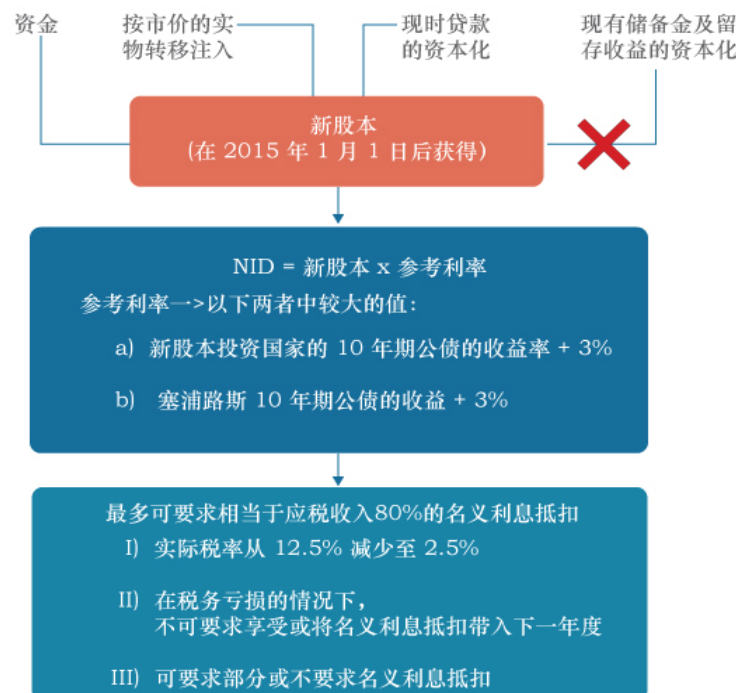 资金
按市价的实
物转移注入
现时贷款
的资本化
现有储备金及留
存收益的资本化
新股本
(在 2015 年 1 月 1 日后获得)
NID = 新股本 x 参考利率
参考利率一>以下两者中较大的值:
a) 新股本投资国家的 10 年期公债的收益率 + 3%
b) 塞浦路斯 10 年期公债的收益 + 3%
最多可要求相当于应税收入80%的名义利息抵扣
I) 实际税率从 12.5% 减少至 2.5%
II) 在税务亏损的情况下，
不可要求享受或将名义利息抵扣带入下一年度
III) 可要求部分或不要求名义利息抵扣